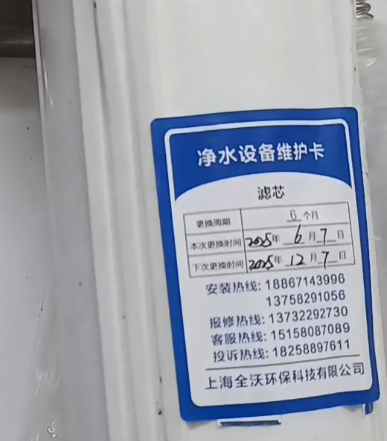 净水设备维护卡
滤芯
更换周期 6 个月
本次更换时间 2025年 6 月 7 日
下次更换时间 2025年 12 月 7 日
安装热线: 18867143996
13758291056
报修热线: 13732292730
客服热线: 15158087089
投诉热线: 18258897611
上海全沃环保科技有限公司